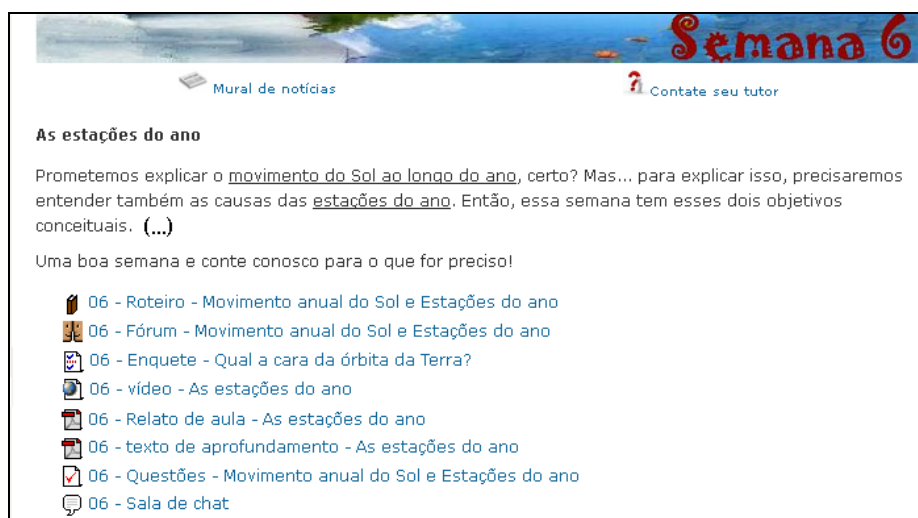 Semana 6
Mural de notícias
Contate seu tutor
As estações do ano
Prometemos explicar o movimento do Sol ao longo do ano, certo? Mas... para explicar isso, precisaremos
entender também as causas das estações do ano. Então, essa semana tem esses dois objetivos
conceituais. (...)
Uma boa semana e conte conosco para o que for preciso!
06 - Roteiro - Movimento anual do Sol e Estações do ano
06 - Fórum - Movimento anual do Sol e Estações do ano
06 - Enquete - Qual a cara da órbita da Terra?
06 - vídeo - As estações do ano
06 - Relato de aula - As estações do ano
06 - texto de aprofundamento - As estações do ano
06 - Questões - Movimento anual do Sol e Estações do ano
06 - Sala de chat